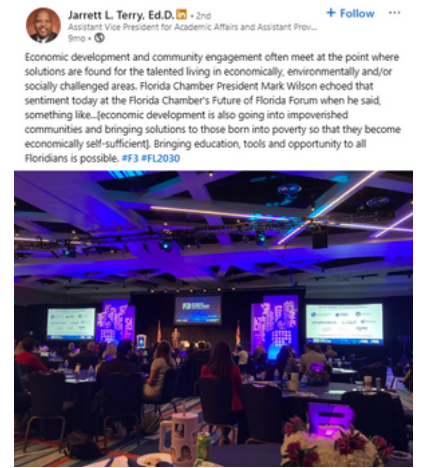 Jarrett L. Terry, Ed.D. in • 2nd
+ Follow ...
Assistant Vice President for Academic Affairs and Assistant Prov...
9mo •
Economic development and community engagement often meet at the point where
solutions are found for the talented living in economically, environmentally and/or
socially challenged areas. Florida Chamber President Mark Wilson echoed that
sentiment today at the Florida Chamber's Future of Florida Forum when he said,
something like...[economic development is also going into impoverished
communities and bringing solutions to those born into poverty so that they become
economically self-sufficient]. Bringing education, tools and opportunity to all
Floridians is possible. #F3 #FL2030
F3